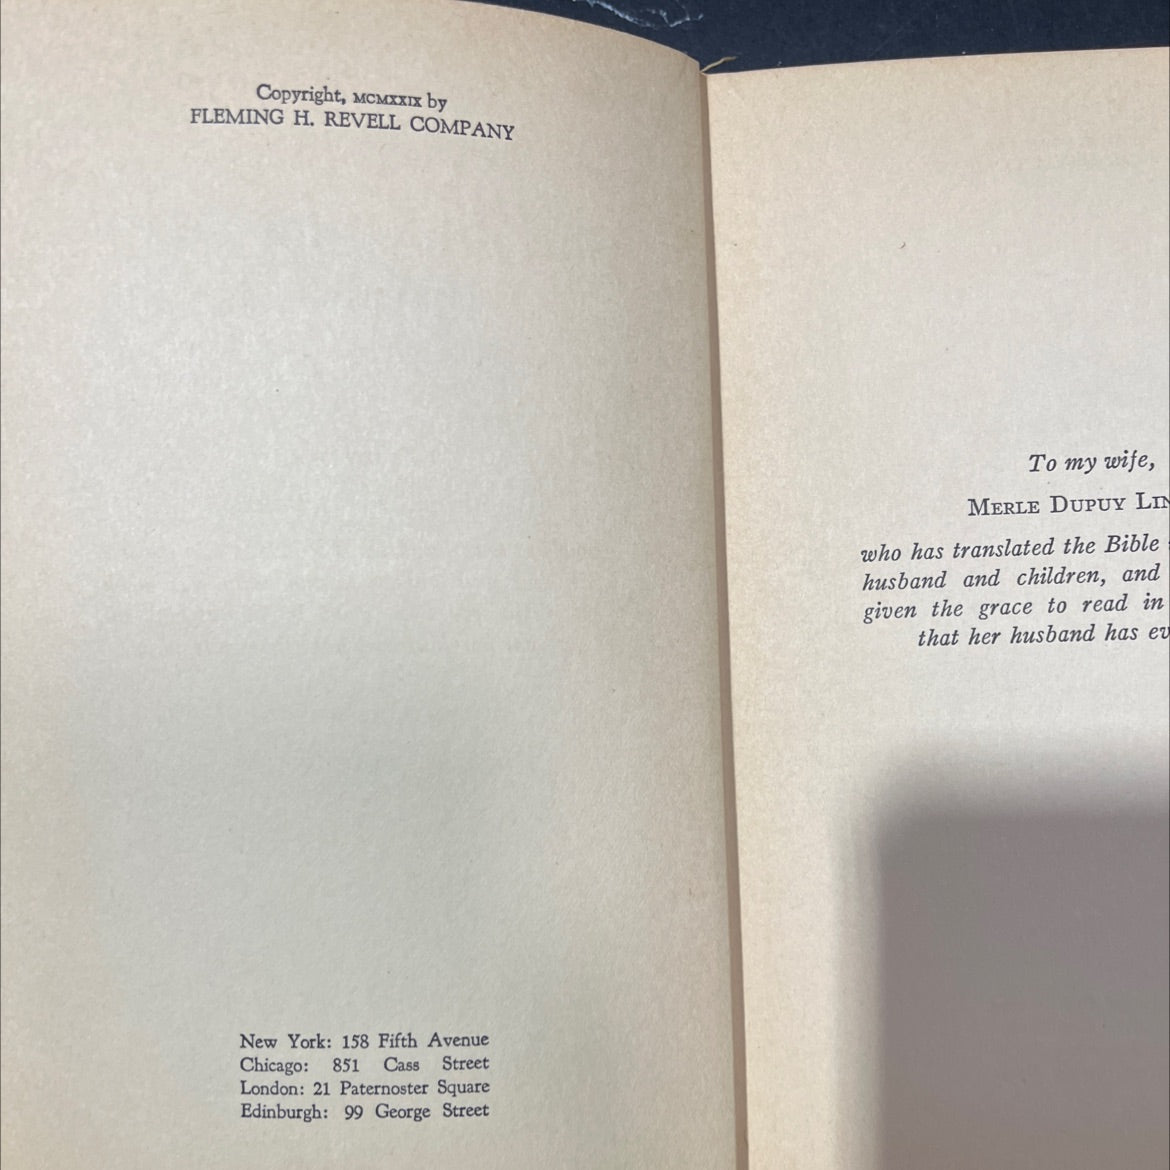 Copyright, MCMXXIX by
FLEMING H. REVELL COMPANY
New York: 158 Fifth Avenue
Chicago: 851 Cass Street
London: 21 Paternoster Square
Edinburgh: 99 George Street
To my wife,
MERLE DUPUY
who has translated the Bible
husband and children, and
given the grace to read in
that her husband has